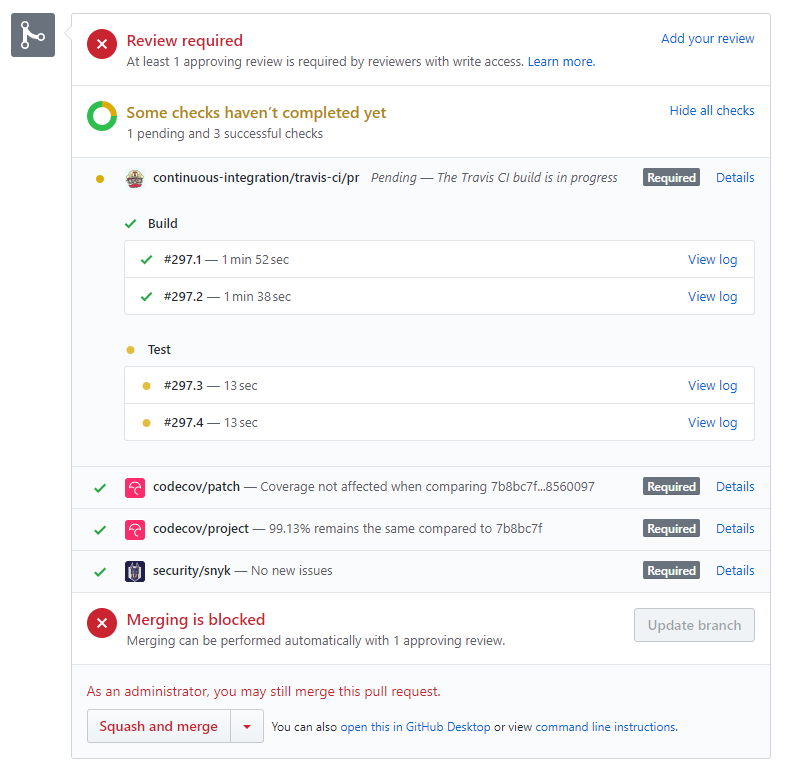 Review required
Add your review
At least 1 approving review is required by reviewers with write access. Learn more.
Some checks haven't completed yet
Hide all checks
1 pending and 3 successful checks
continuous-integration/travis-ci/pr Pending — The Travis CI build is in progress Required Details
Build
#297.1 — 1 min 52 sec View log
#297.2 — 1 min 38 sec View log
Test
#297.3 — 13 sec View log
#297.4 — 13 sec View log
codecov/patch — Coverage not affected when comparing 7b8bc7f...8560097 Required Details
codecov/project — 99.13% remains the same compared to 7b8bc7f Required Details
security/snyk — No new issues Required Details
Merging is blocked
Update branch
Merging can be performed automatically with 1 approving review.
As an administrator, you may still merge this pull request.
Squash and merge You can also open this in GitHub Desktop or view command line instructions.